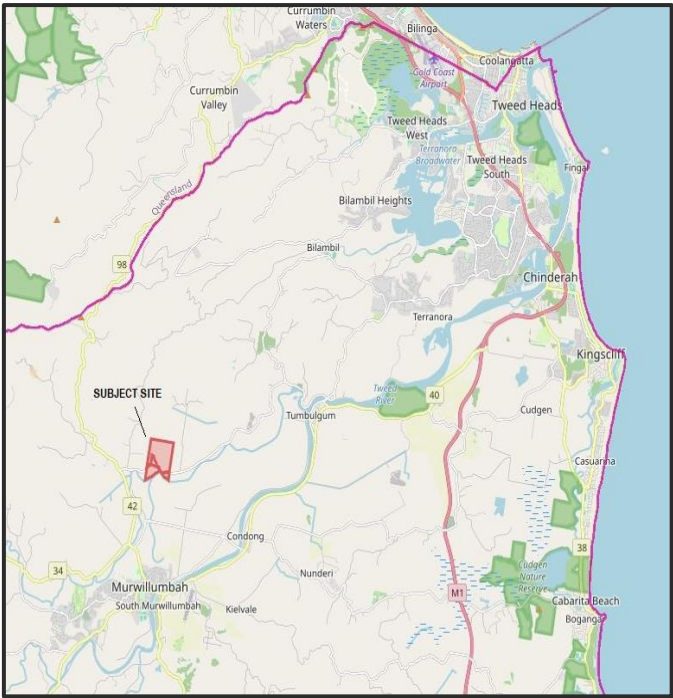 Currumbin
Waters
Bilinga
Coolangatta
Gold Coast
Airport
Currumbin
Valley
Tweed Heads
Tweed Heads
West
Terranora
Broadwater
Tweed Heads
South
Fingal
Queensland
Bilambil Heights
Bilambil
98
Chinderah
Terranora
Kingscliff
SUBJECT SITE
Tweed
River
40
Tumbulgum
Cudgen
Casuarina
42
Condong
38
34
Nunderi
Cudgen
Nature
Reserve
Murwillumbah
M1
Cabarita Beach
South Murwillumbah
Kielvale
Bogangar